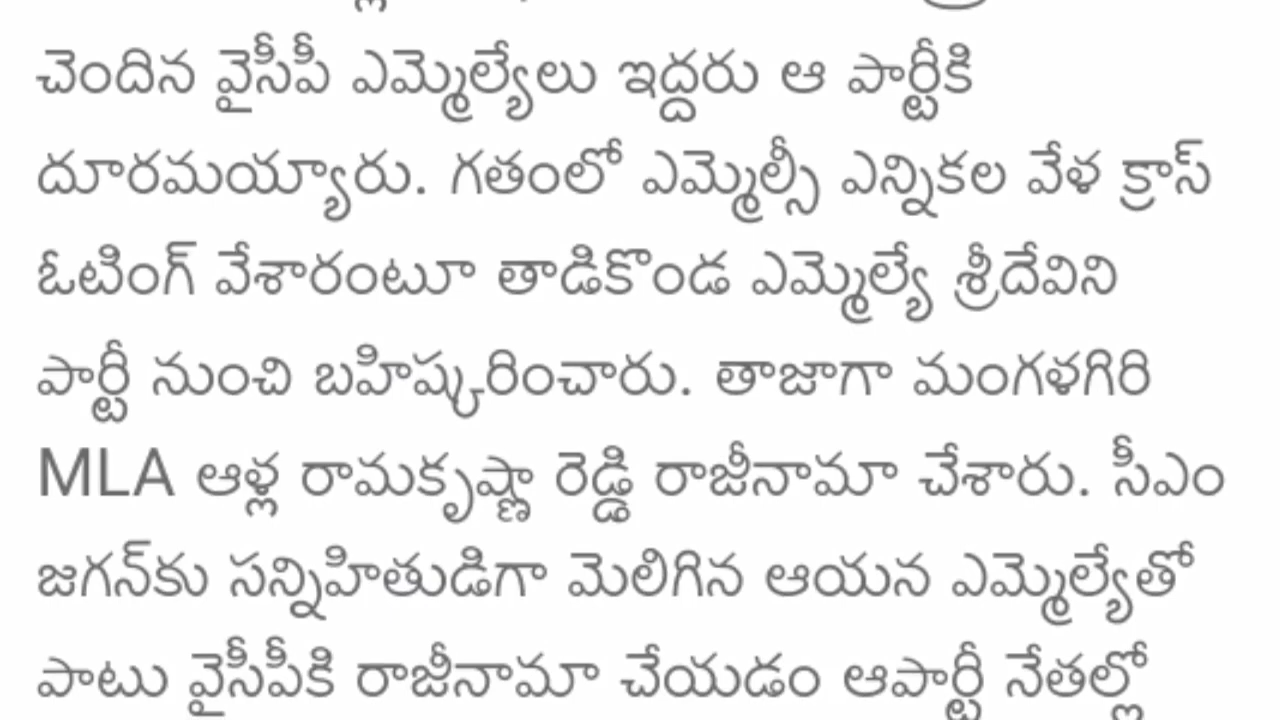 చెందిన వైసీపీ ఎమ్మెల్యేలు ఇద్దరు ఆ పార్టీకి
దూరమయ్యారు. గతంలో ఎమ్మెల్సీ ఎన్నికల వేళ క్రాస్
ఓటింగ్ వేశారంటూ తాడికొండ ఎమ్మెల్యే శ్రీదేవిని
పార్టీ నుంచి బహిష్కరించారు. తాజాగా మంగళగిరి
MLA ఆళ్ల రామకృష్ణా రెడ్డి రాజీనామా చేశారు. సీఎం
జగన్‌కు సన్నిహితుడిగా మెలిగిన ఆయన ఎమ్మెల్యేతో
పాటు వైసీపీకి రాజీనామా చేయడం ఆపార్టీ నేతల్లో